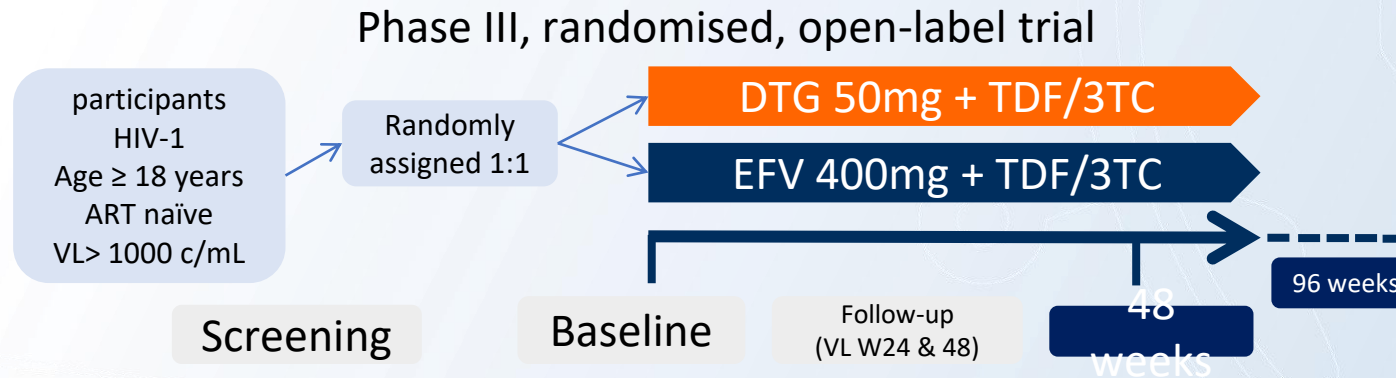 Phase III, randomised, open-label trial
participants
HIV-1
Age ≥ 18 years
ART naïve
VL> 1000 c/mL
Randomly
assigned 1:1
DTG 50mg + TDF/3TC
EFV 400mg + TDF/3TC
Screening
Baseline
Follow-up
(VL W24 & 48)
48
weeks
96 weeks